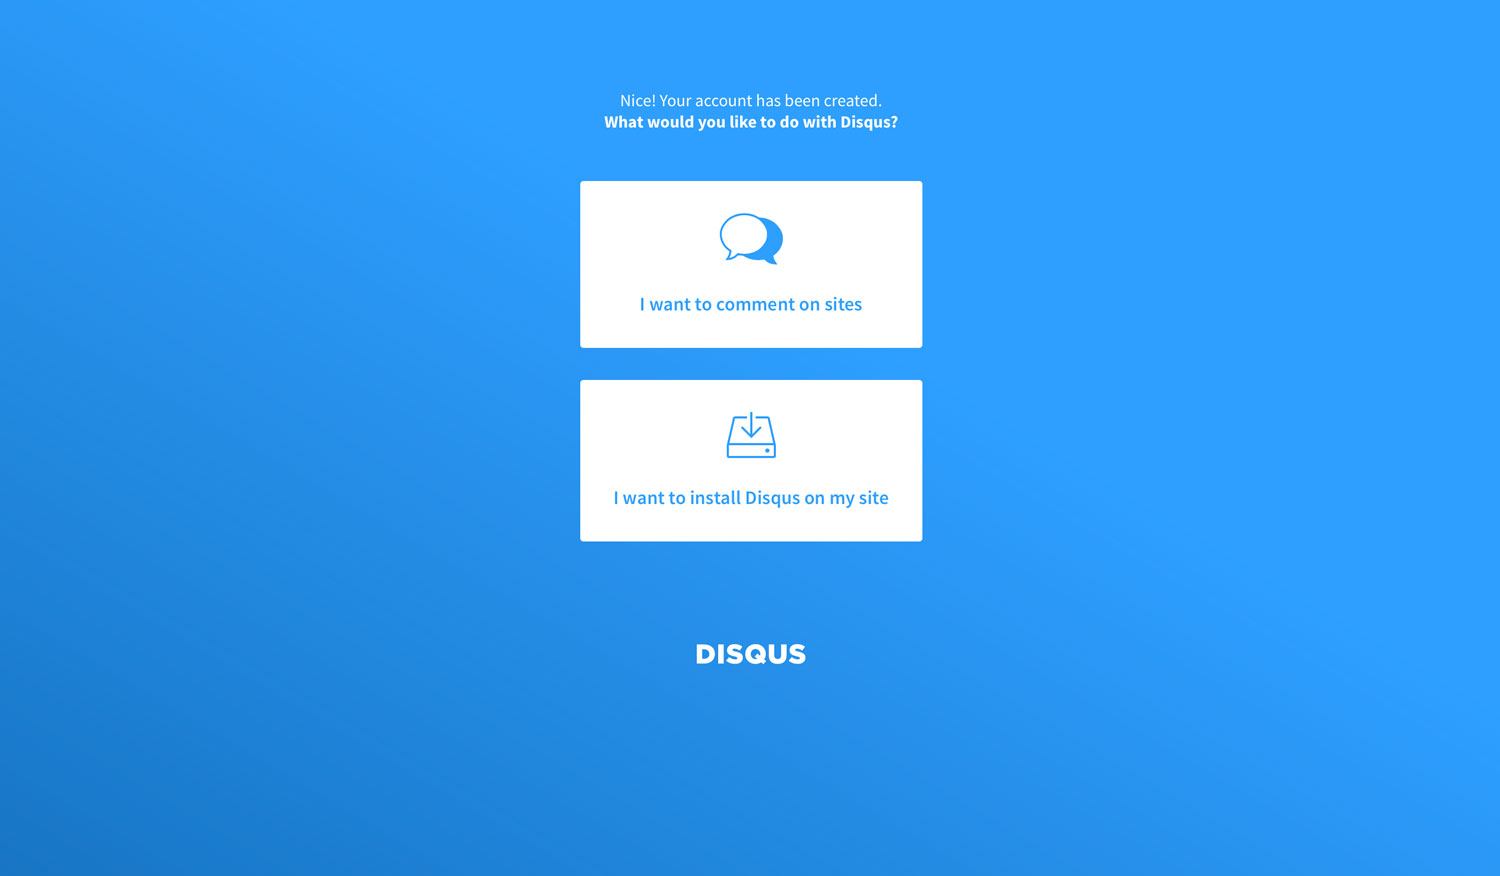 Nice! Your account has been created.
What would you like to do with Disqus?
I want to comment on sites
I want to install Disqus on my site
DISQUS